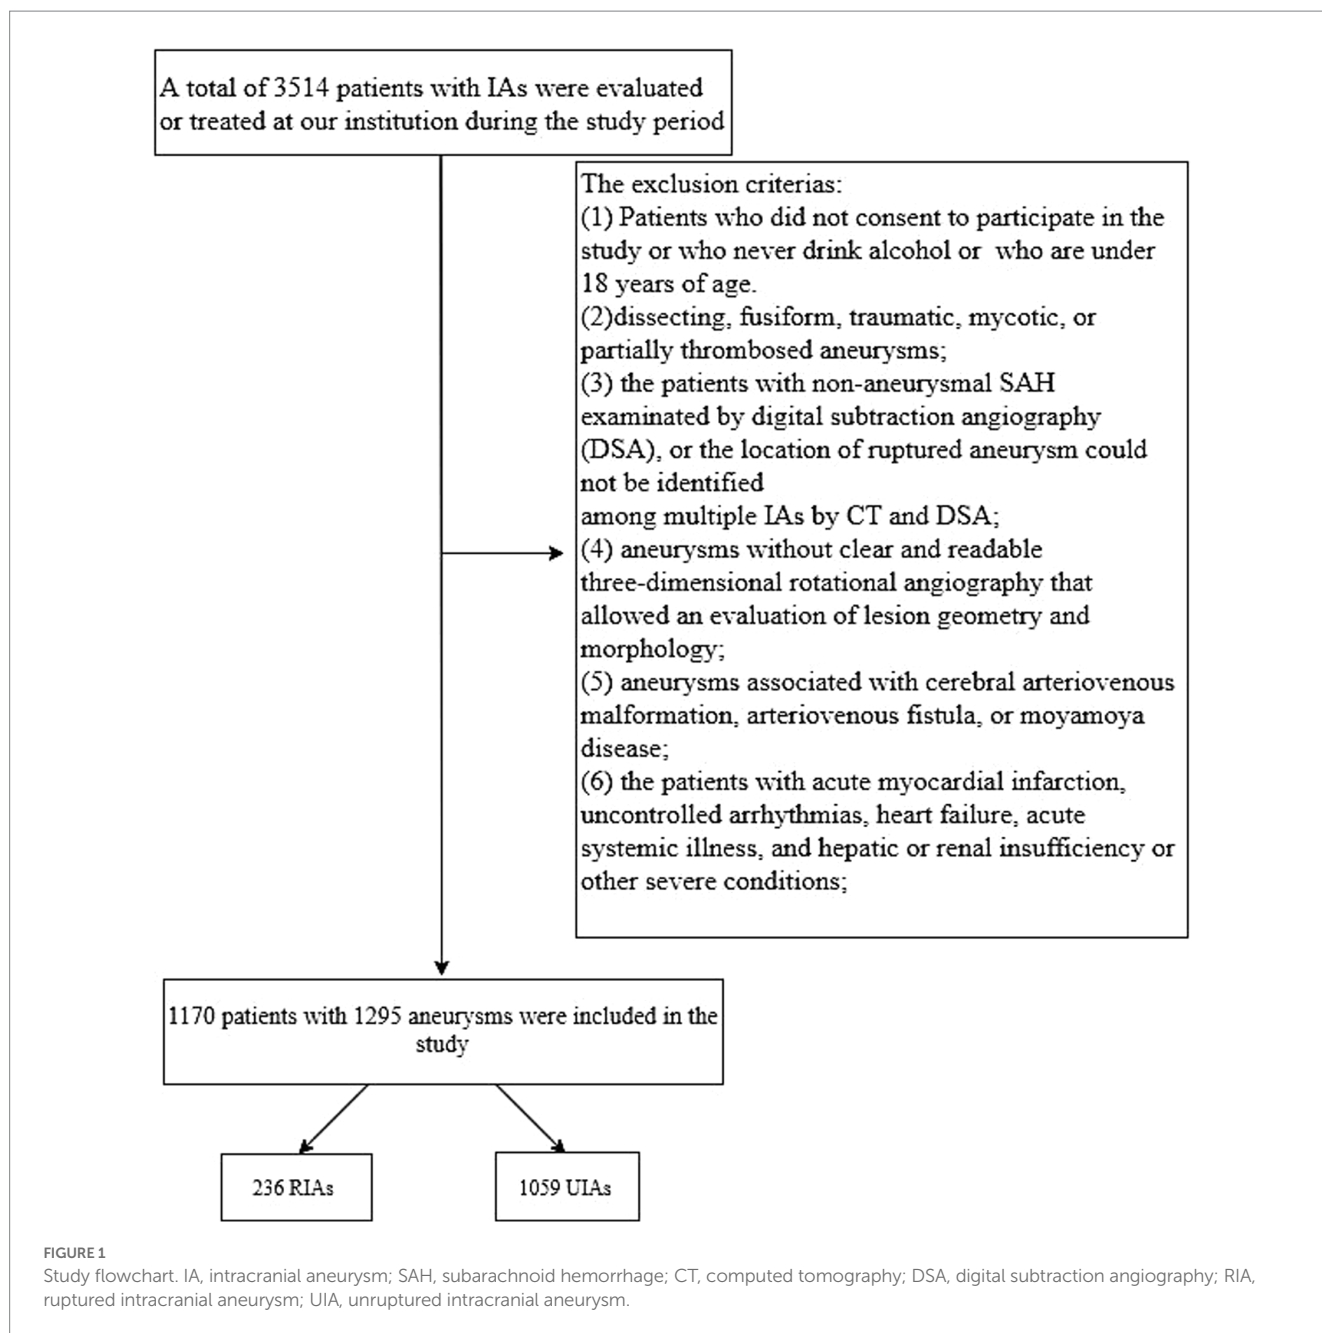 A total of 3514 patients with IAs were evaluated
or treated at our institution during the study period
The exclusion criterias:
(1) Patients who did not consent to participate in the
study or who never drink alcohol or who are under
18 years of age.
(2)dissecting, fusiform, traumatic, mycotic, or
partially thrombosed aneurysms;
(3) the patients with non-aneurysmal SAH
examinated by digital subtraction angiography
(DSA), or the location of ruptured aneurysm could
not be identified
among multiple IAs by CT and DSA;
(4) aneurysms without clear and readable
three-dimensional rotational angiography that
allowed an evaluation of lesion geometry and
morphology;
(5) aneurysms associated with cerebral arteriovenous
malformation, arteriovenous fistula, or moyamoya
disease;
(6) the patients with acute myocardial infarction,
uncontrolled arrhythmias, heart failure, acute
systemic illness, and hepatic or renal insufficiency or
other severe conditions;
1170 patients with 1295 aneurysms were included in the
study
236 RIAs
1059 UIAs
FIGURE 1
Study flowchart. IA, intracranial aneurysm; SAH, subarachnoid hemorrhage; CT, computed tomography; DSA, digital subtraction angiography; RIA,
ruptured intracranial aneurysm; UIA, unruptured intracranial aneurysm.